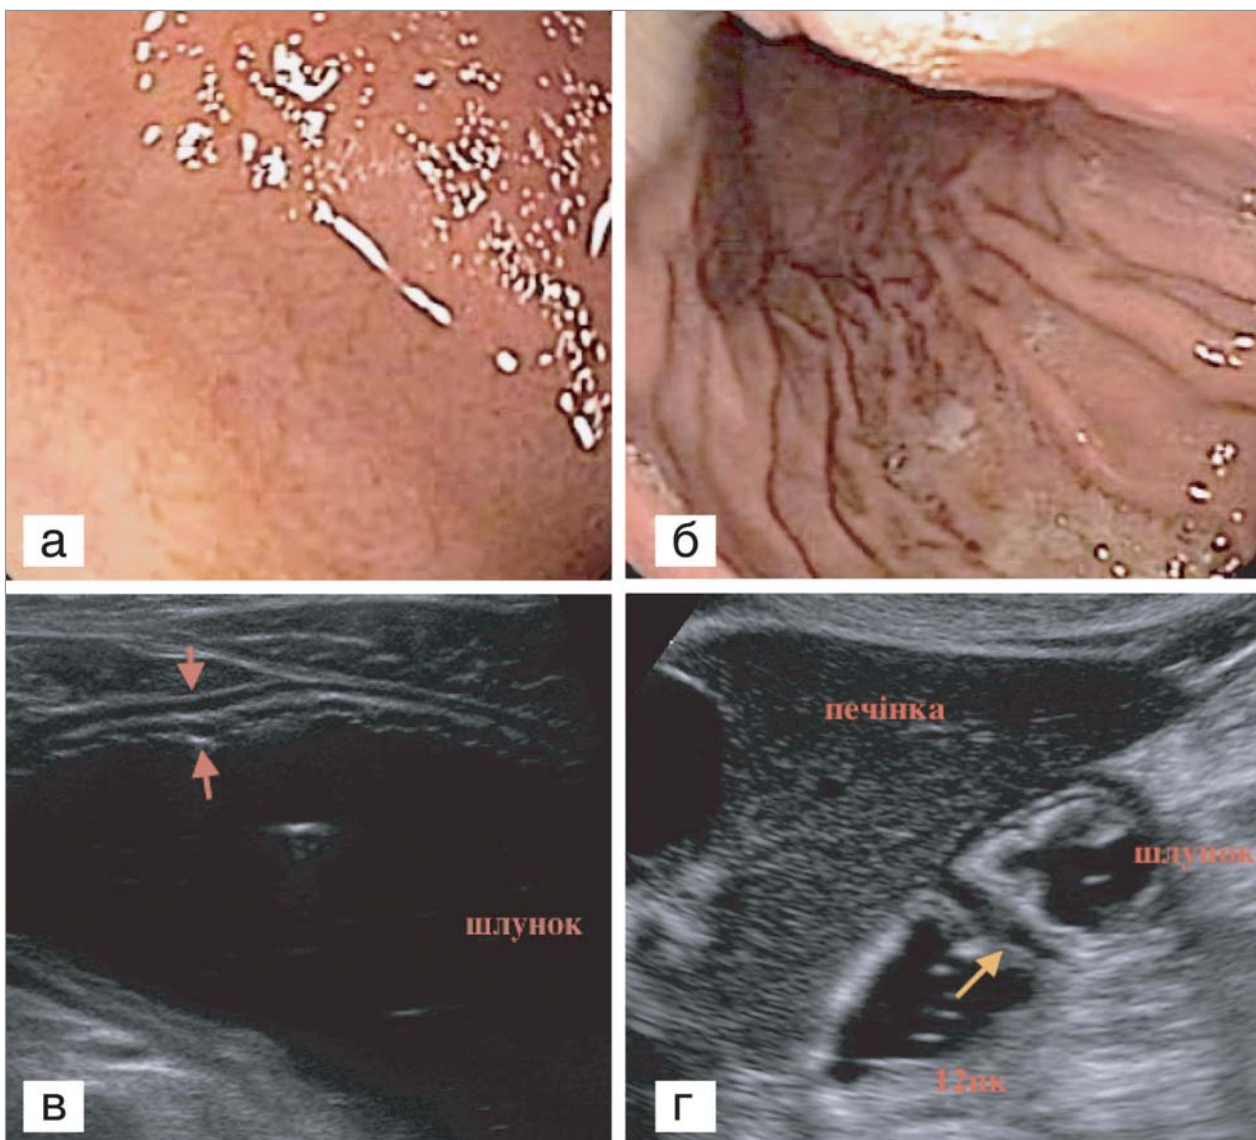 а
б
в
шлунок
печінка
шлунок
12пк
г